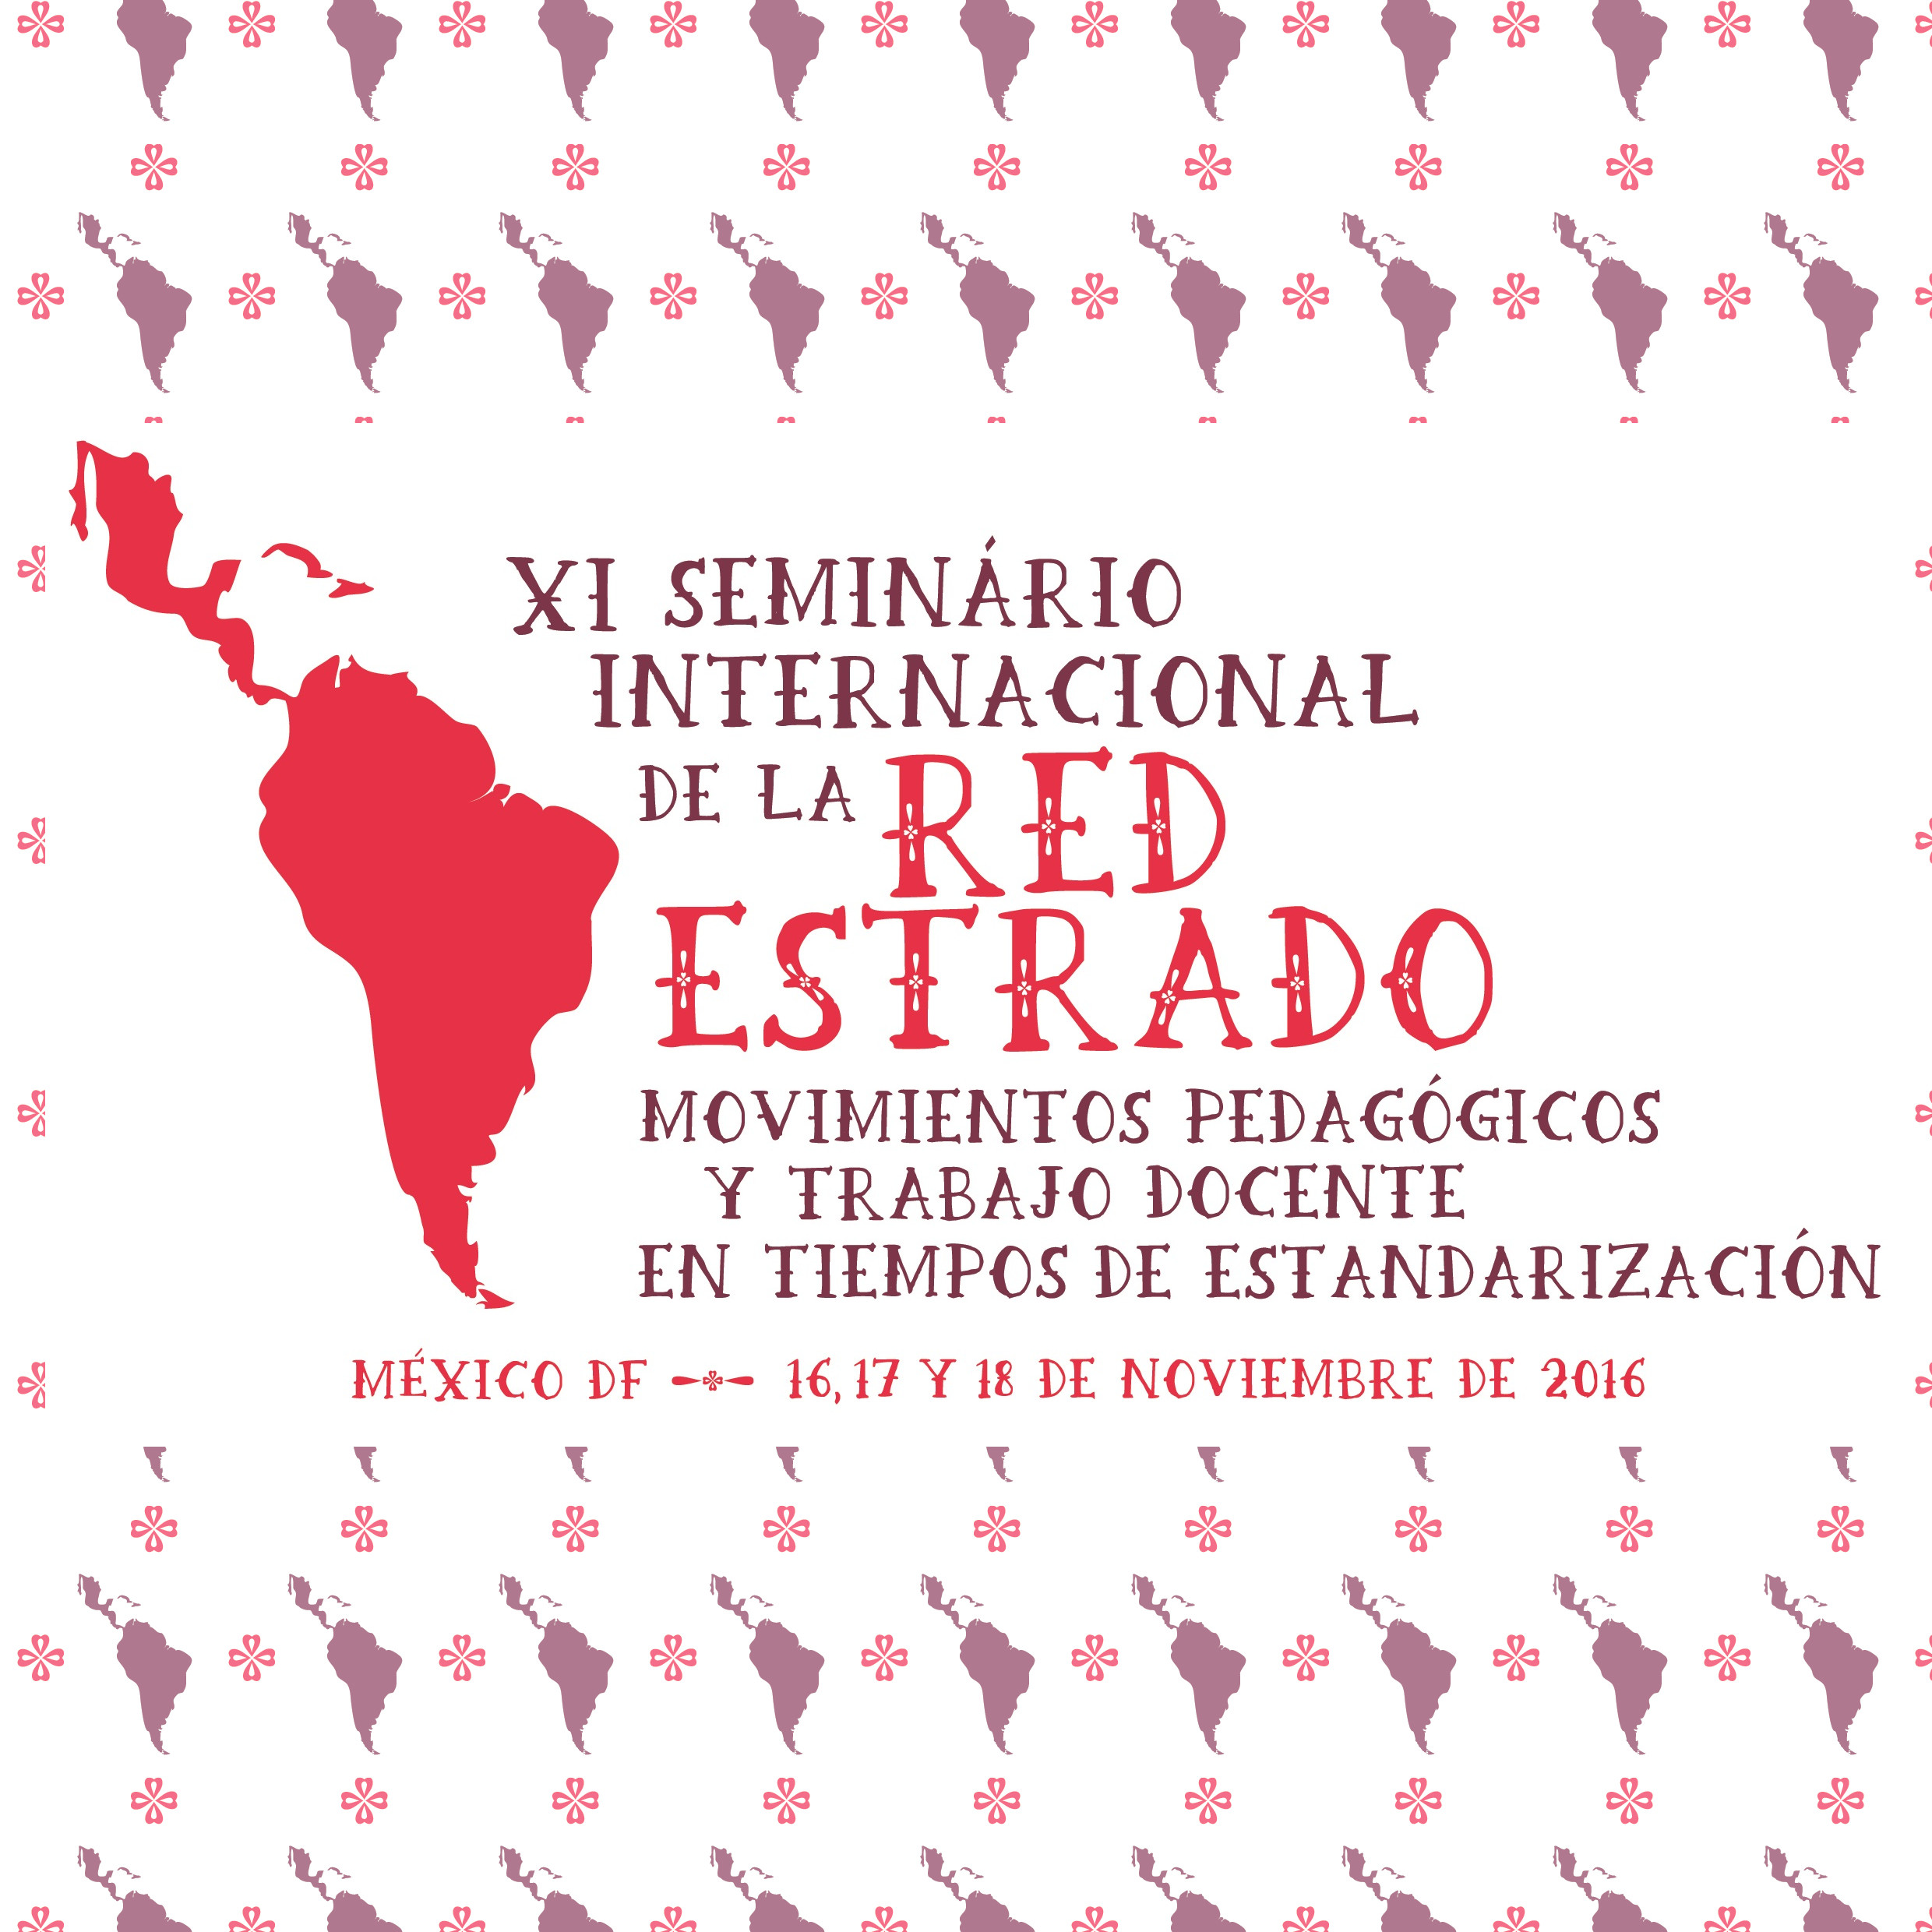 XI SEMINÁRIO
INTERNACIONAL
DE LA RED
ESTRADO
MOVIMIENTOS PEDAGÓGICOS
Y TRABAJO DOCENTE
EN TIEMPOS DE ESTANDARIZACIÓN
MÉXICO DF 16, 17 Y 18 DE NOVIEMBRE DE 2016